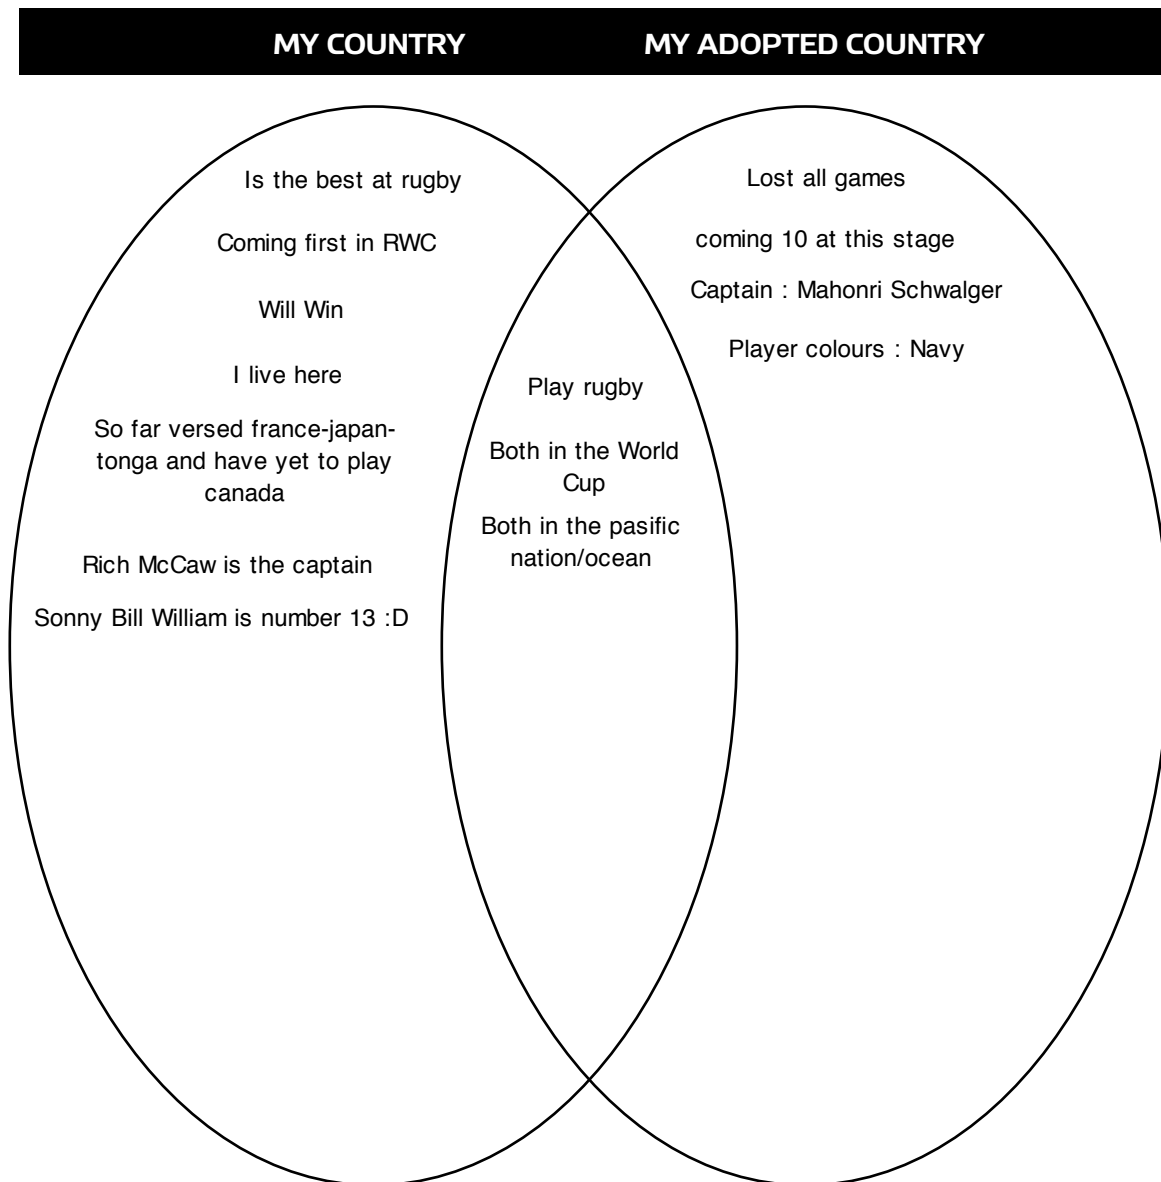 MY COUNTRY
MY ADOPTED COUNTRY
Is the best at rugby
Coming first in RWC
Will Win
I live here
So far versed france-japan-
tonga and have yet to play
canada
Rich McCaw is the captain
Sonny Bill William is number 13 :D
Play rugby
Both in the World
Cup
Both in the pasific
nation/ocean
Lost all games
coming 10 at this stage
Captain : Mahonri Schwalger
Player colours : Navy